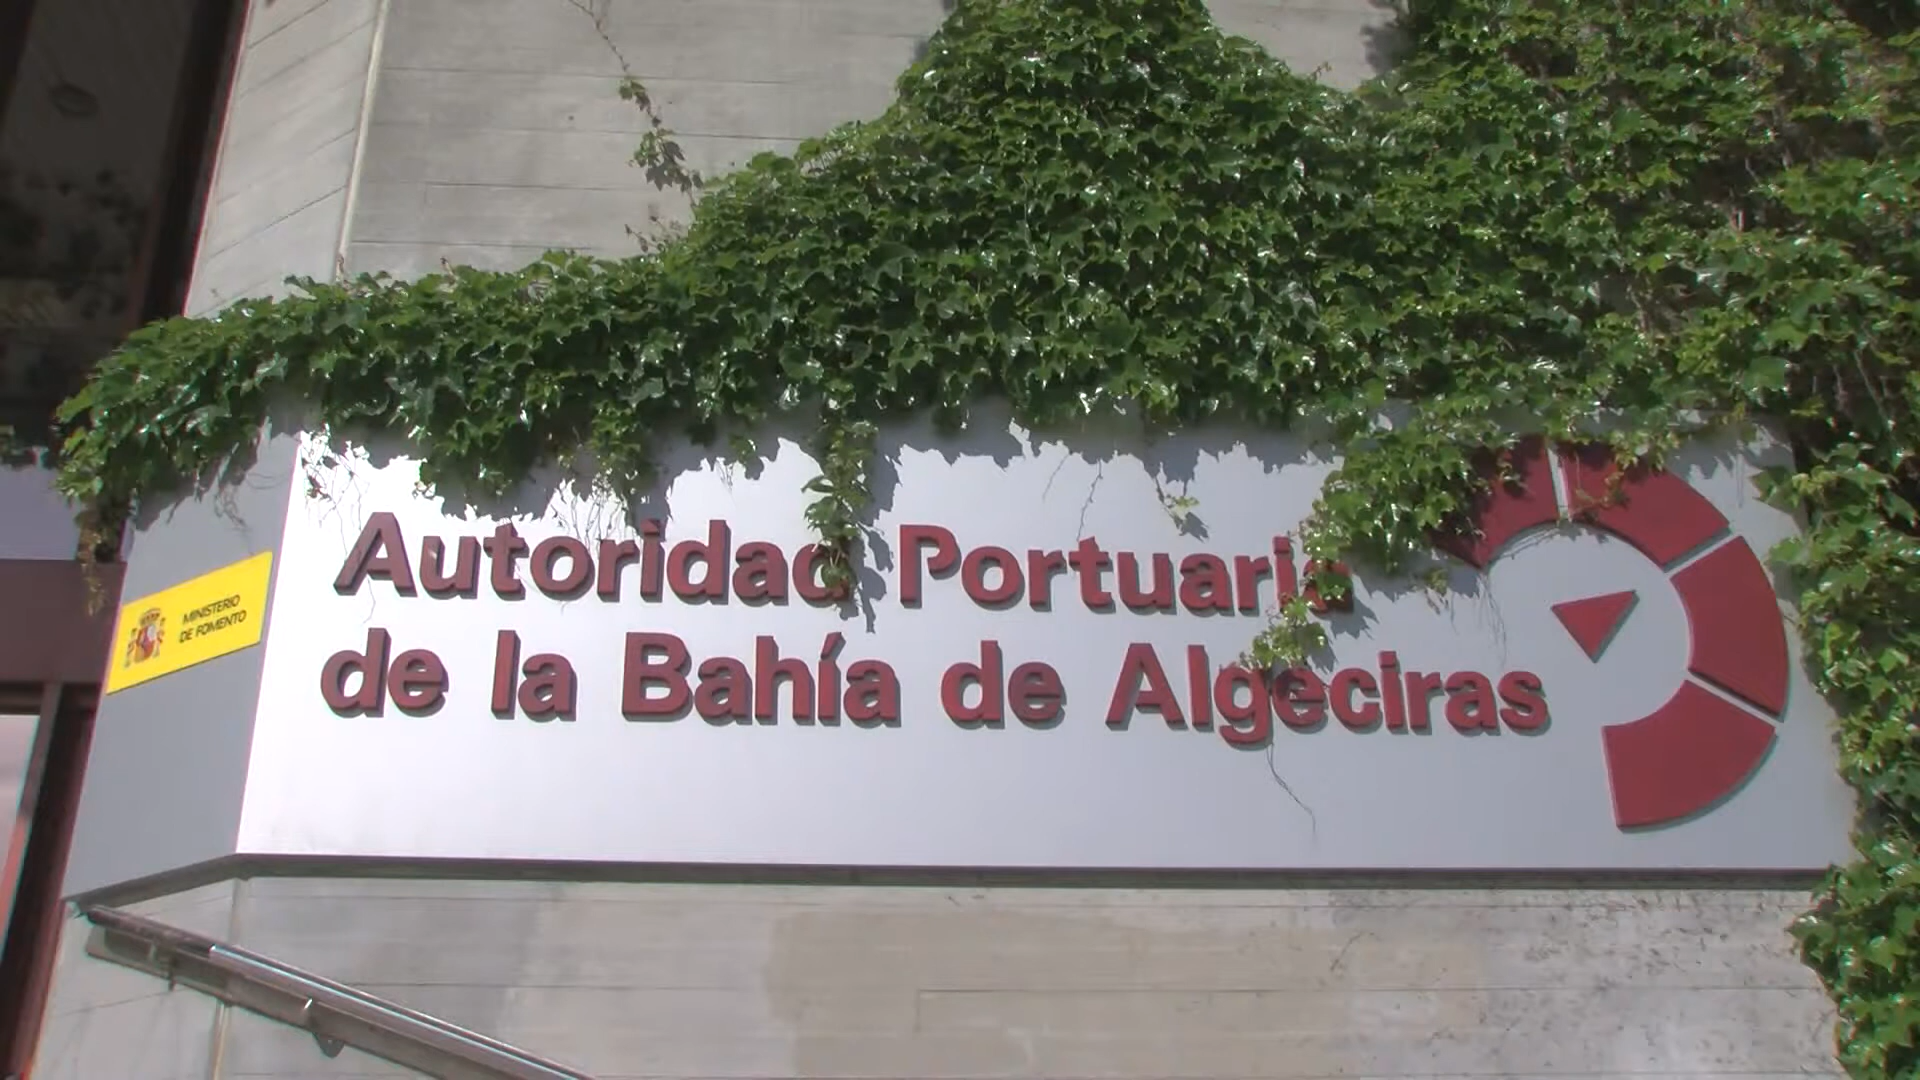 Autoridad Portuaria
de la Bahía de Algeciras
MINISTERIO
DE FOMENTO